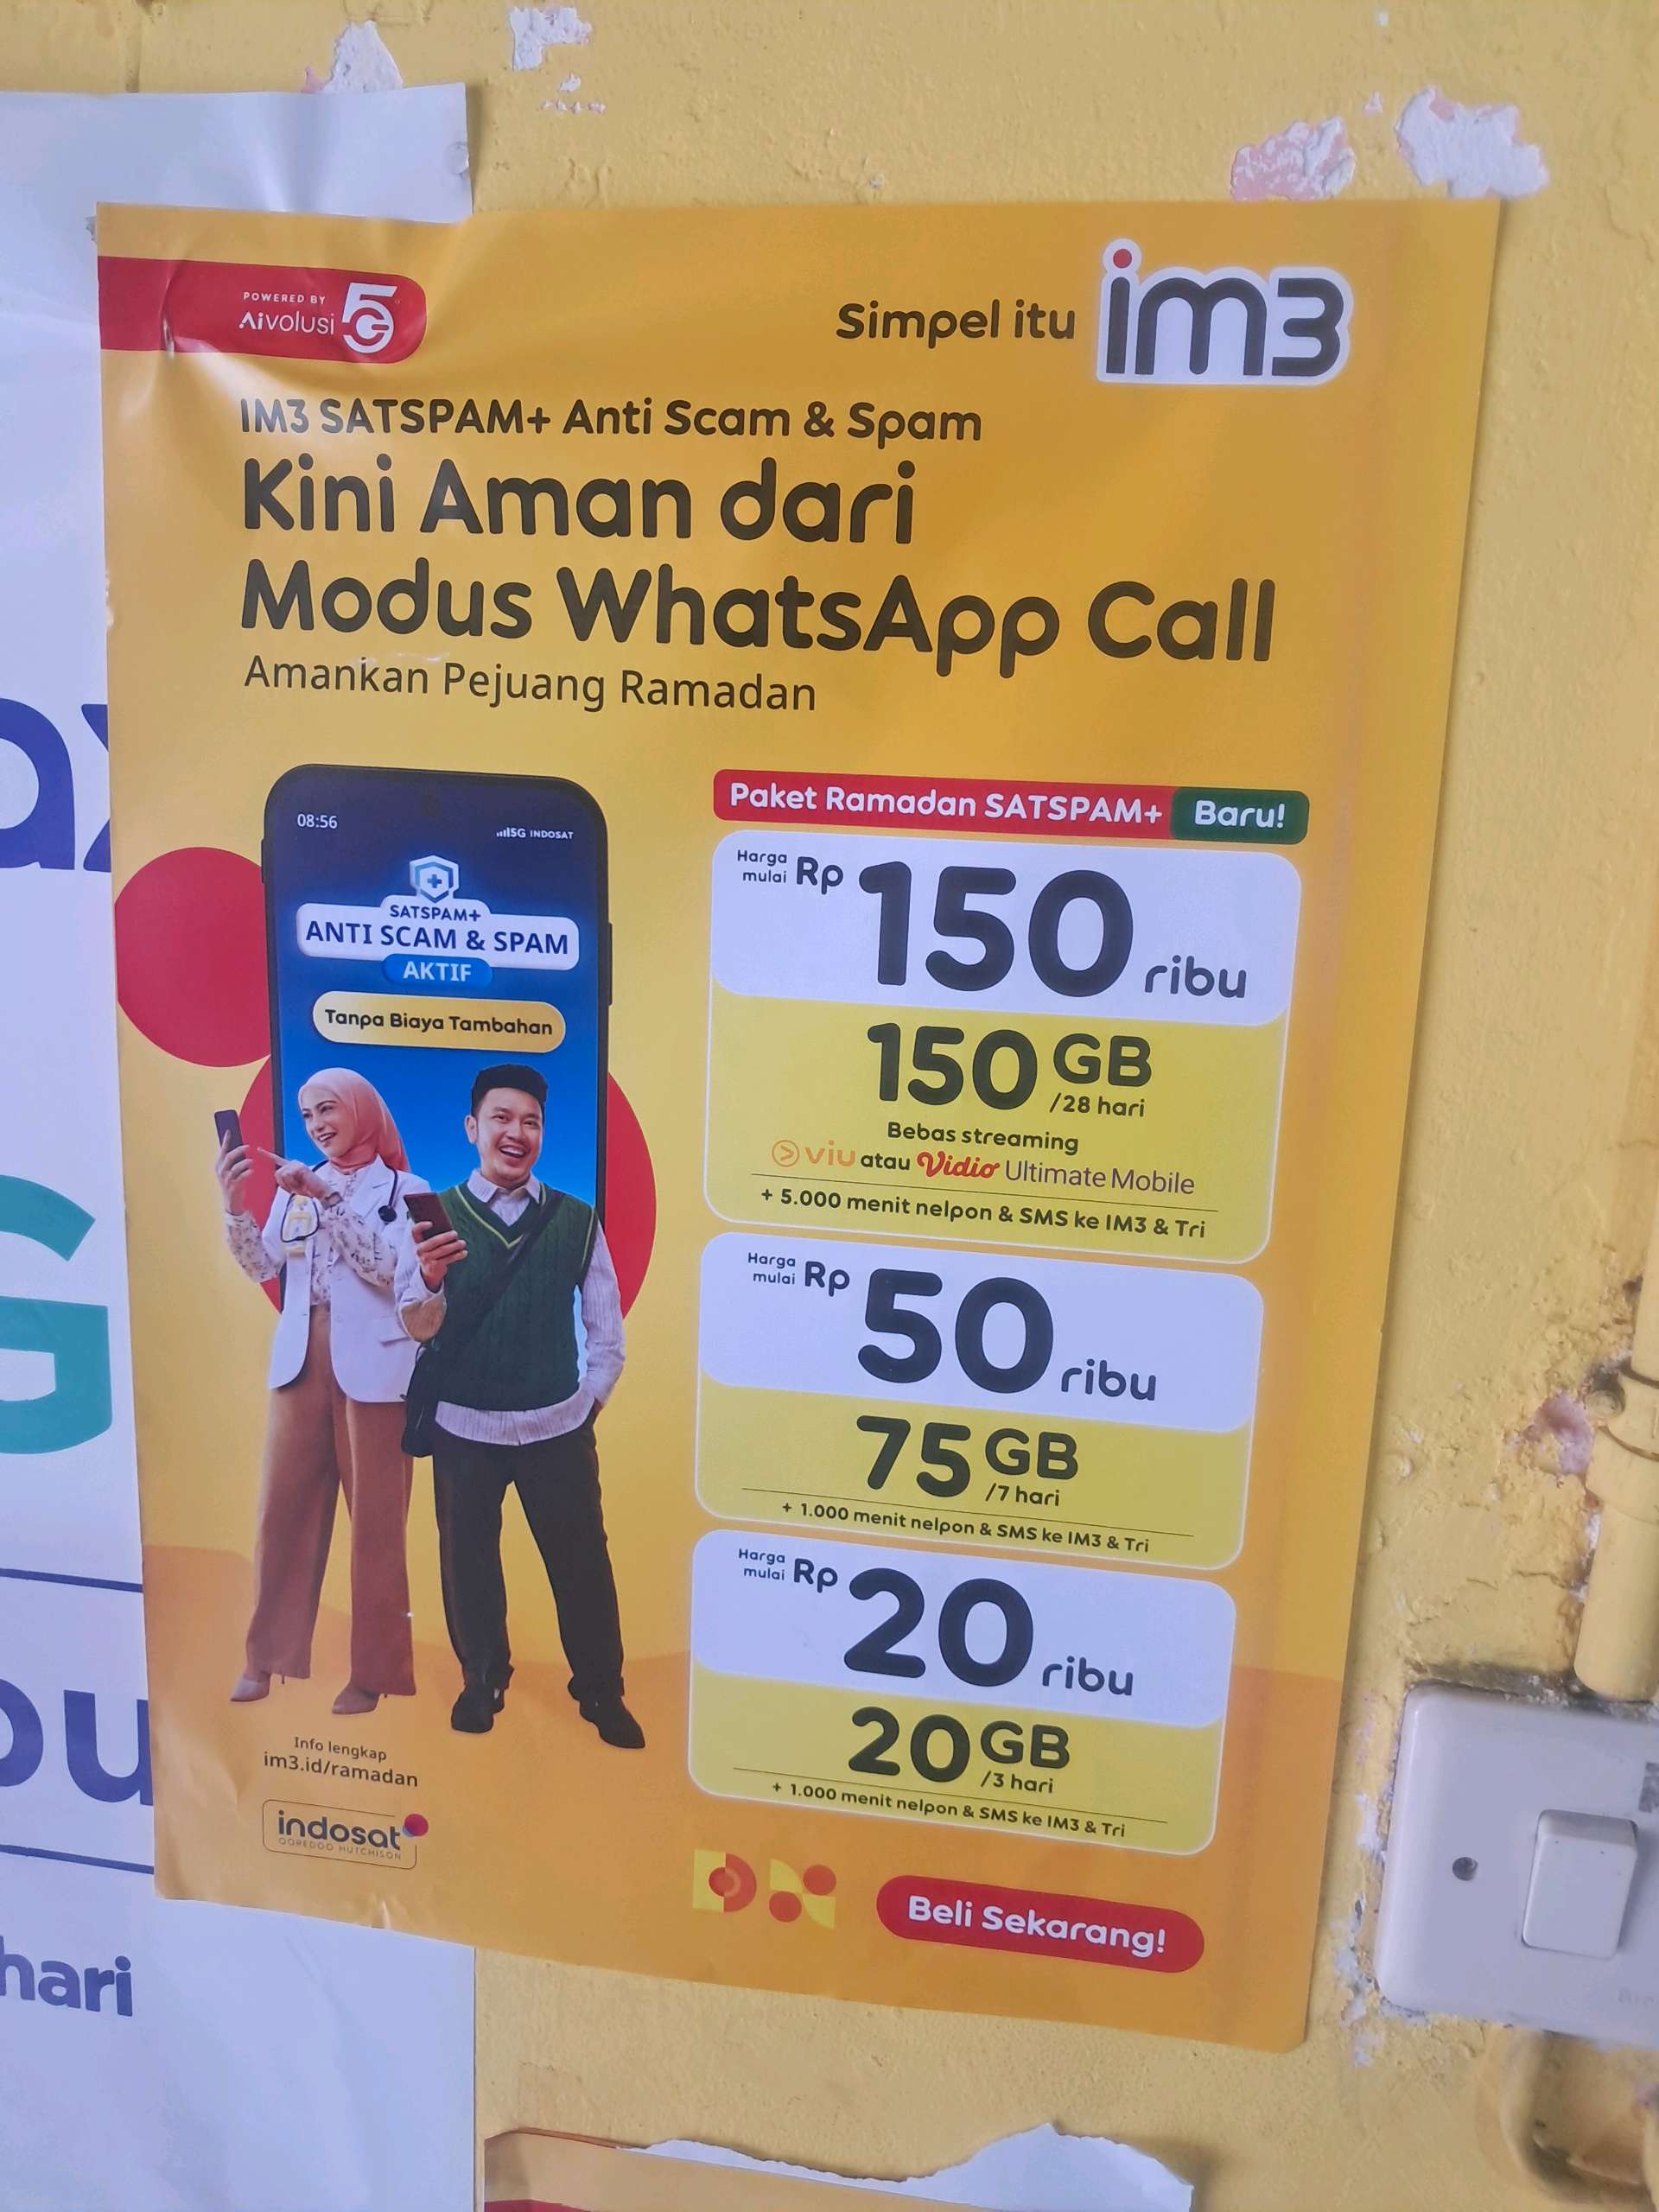 POWERED BY
Aivolusi 5G
Simpel itu im3
IM3 SATSPAM+ Anti Scam & Spam
Kini Aman dari
Modus WhatsApp Call
Amankan Pejuang Ramadan
08:56
5G INDOSAT
SATSPAM+
ANTI SCAM & SPAM
AKTIF
Tanpa Biaya Tambahan
Paket Ramadan SATSPAM+ Baru!
Harga mulai Rp 150 ribu
150 GB
/28 hari
Bebas streaming
viu atau Vidio Ultimate Mobile
+ 5.000 menit nelpon & SMS ke IM3 & Tri
Harga mulai Rp 50 ribu
75 GB
/7 hari
+ 1.000 menit nelpon & SMS ke IM3 & Tri
Harga mulai Rp 20 ribu
20 GB
/3 hari
+ 1.000 menit nelpon & SMS ke IM3 & Tri
Info lengkap
im3.id/ramadan
indosat
OOREDOO HUTCHISON
Beli Sekarang!
G
bu
hari